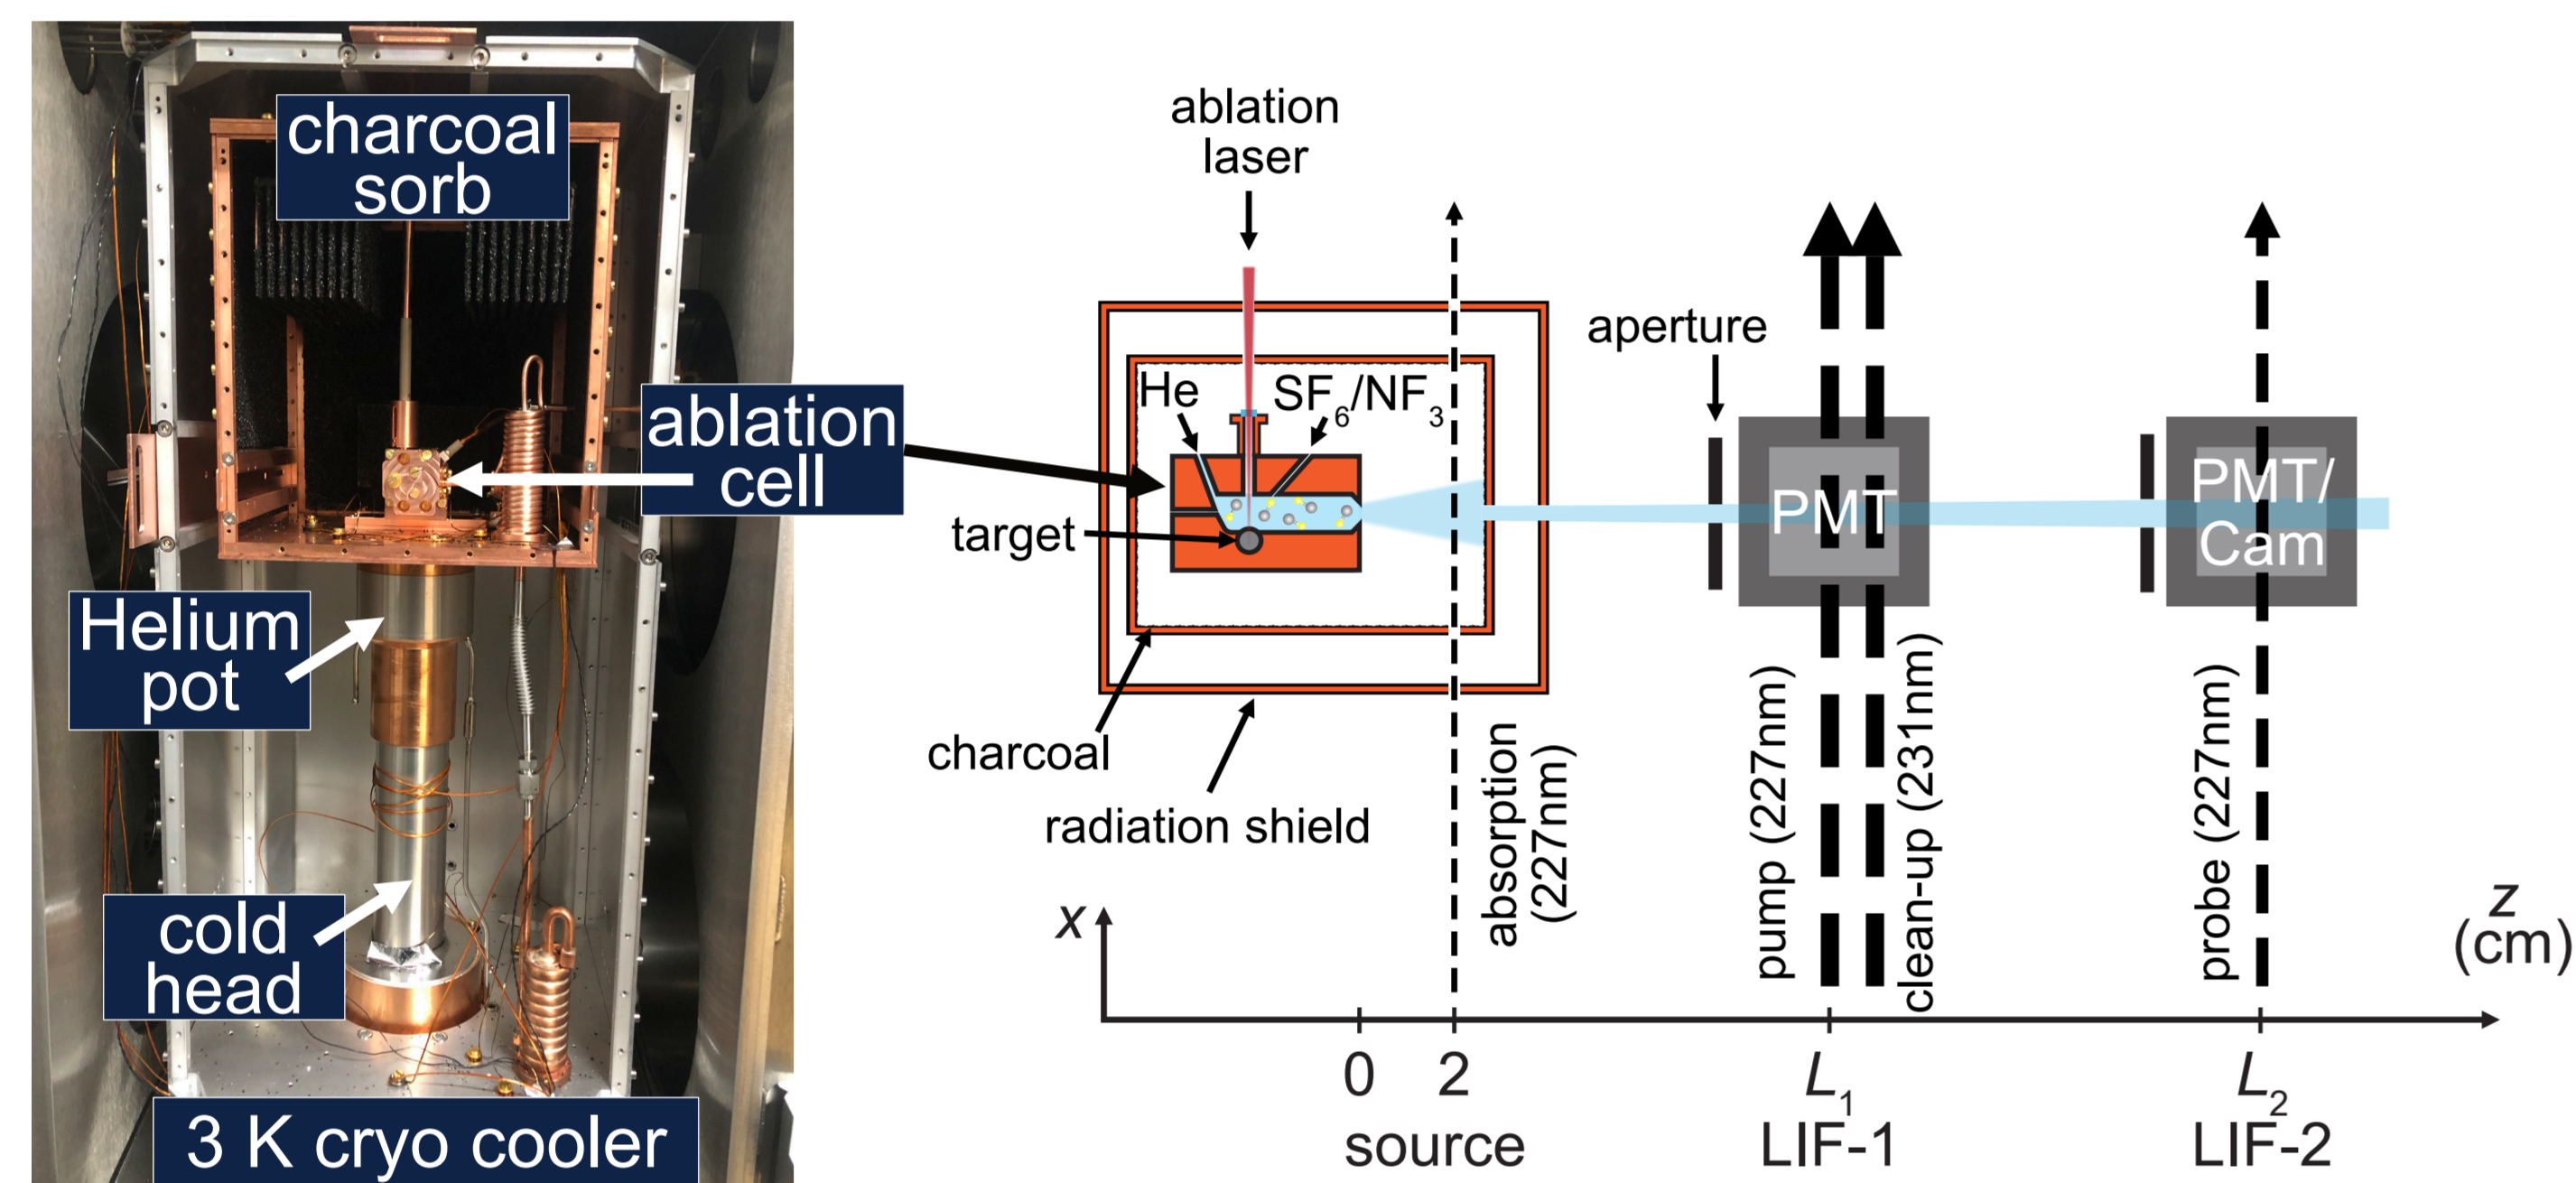 charcoal
sorb
ablation
cell
Helium
pot
cold
head
3 K cryo cooler
ablation
laser
He
SF6/NF3
target
charcoal
radiation shield
absorption
(227nm)
aperture
PMT
pump (227nm)
clean-up (231nm)
PMT/
Cam
probe (227nm)
x
z
(cm)
0
2
L1
L2
source
LIF-1
LIF-2